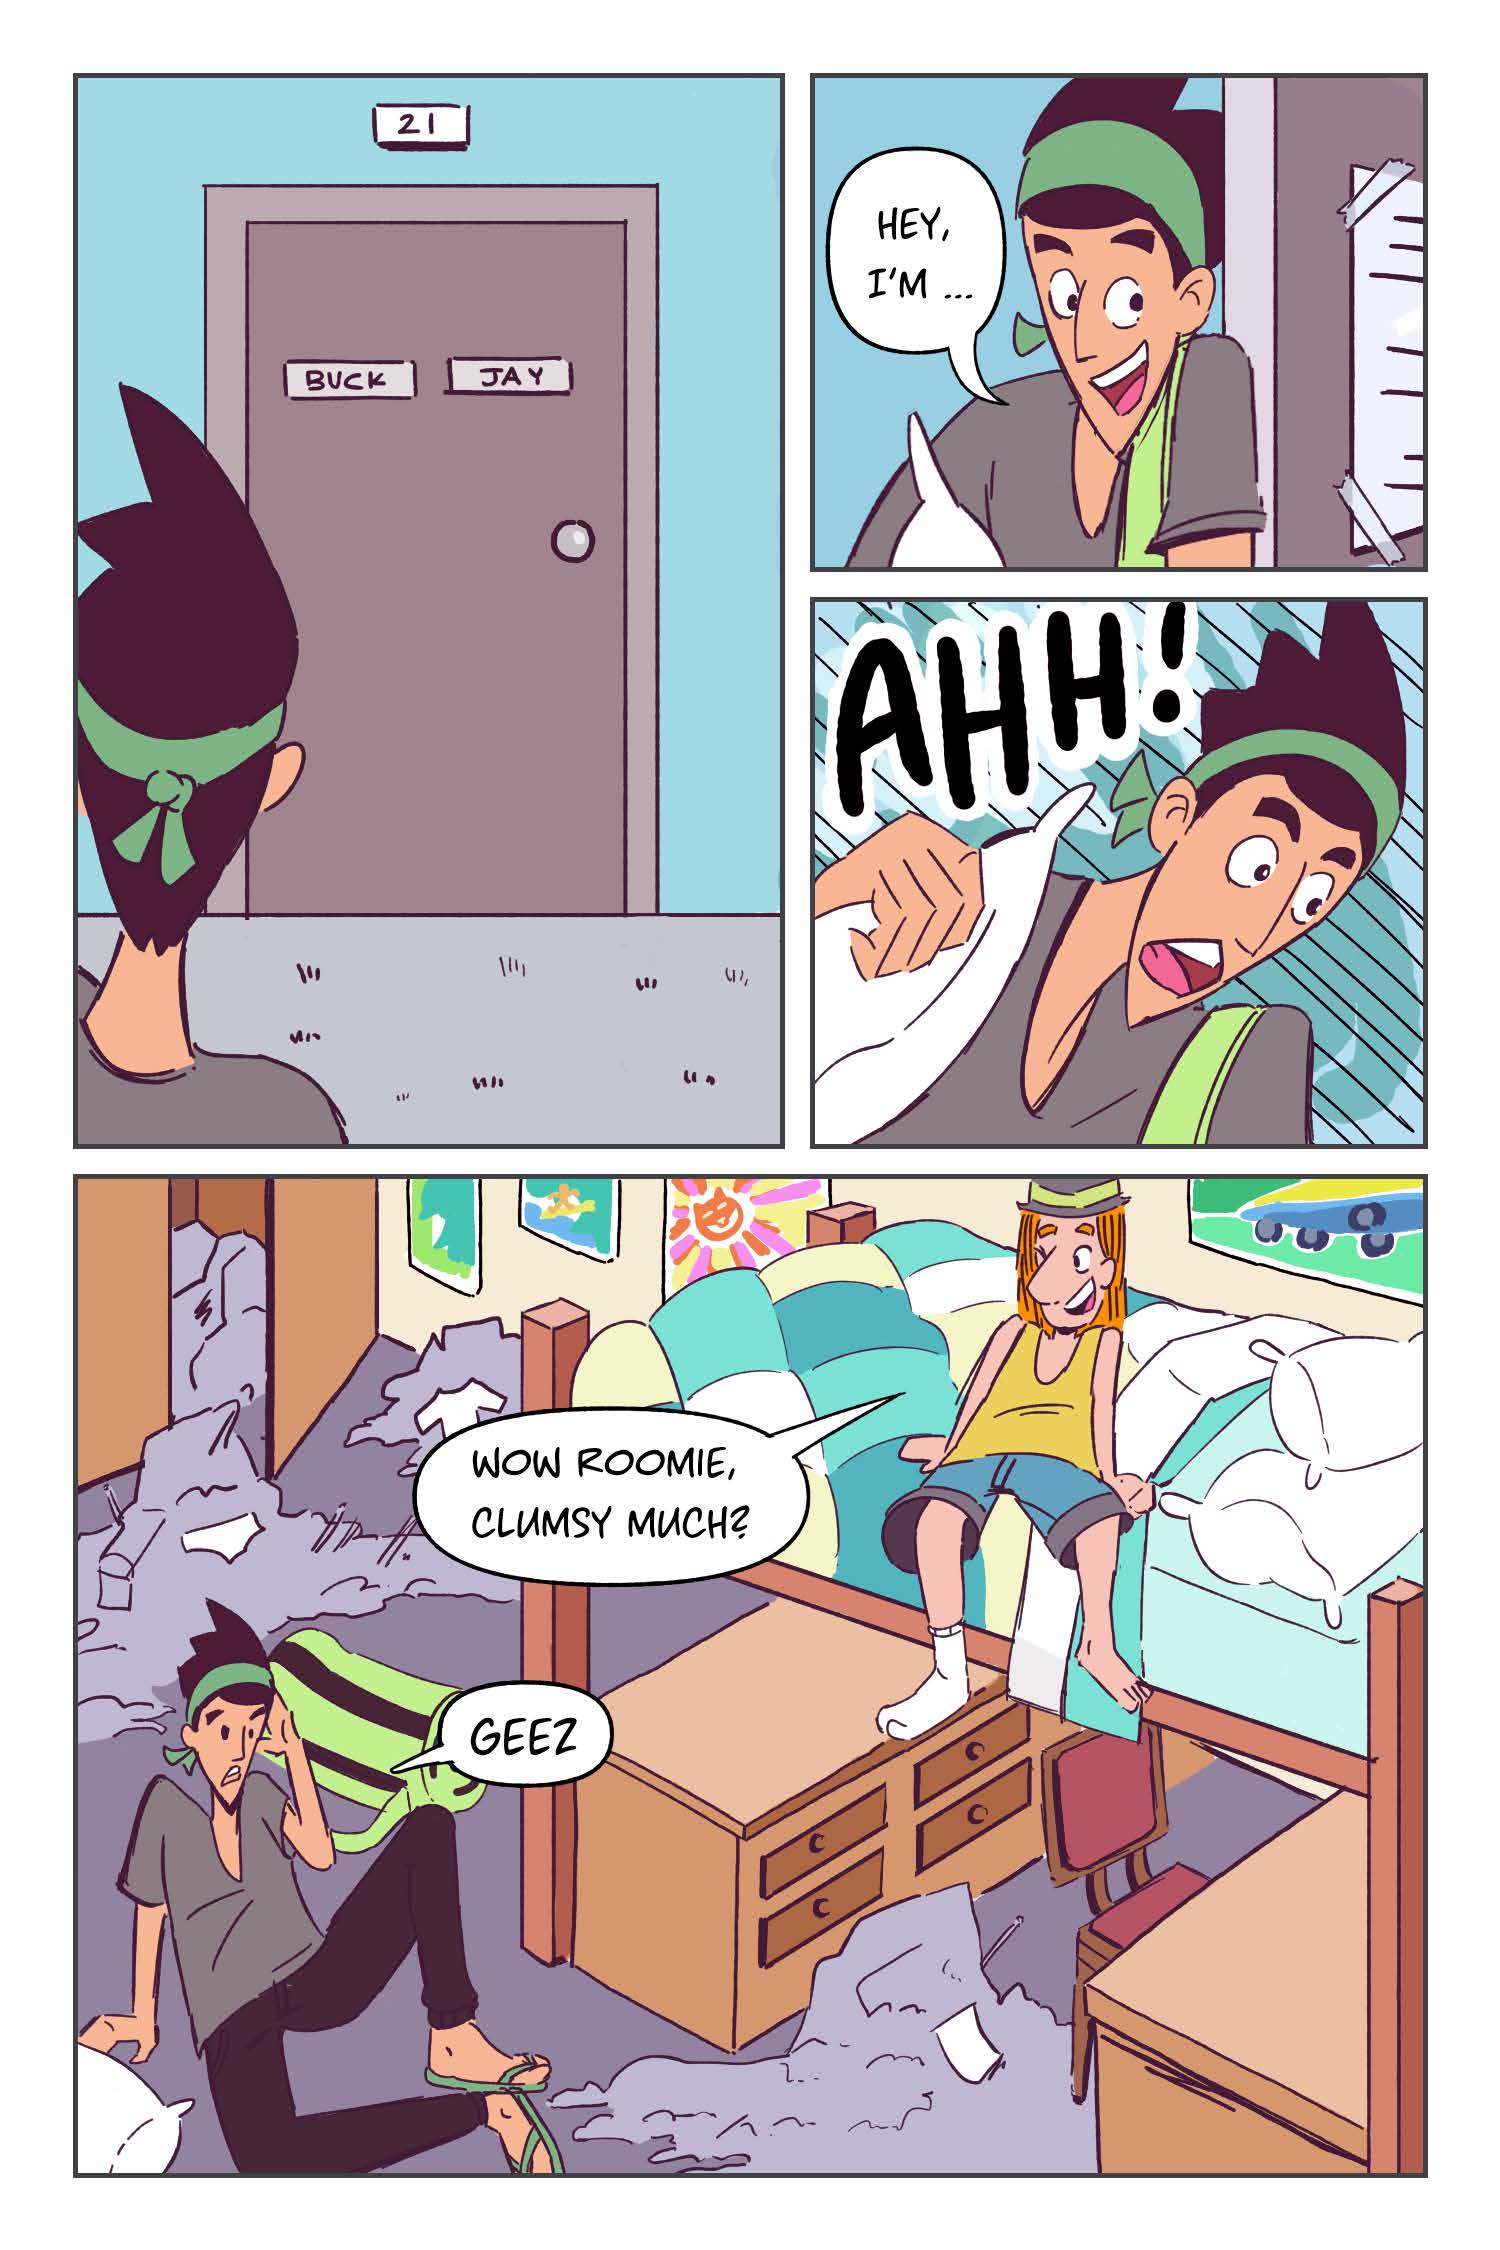 21
BUCK
JAY
HEY,
I'M ...
AHH!
WOW ROOMIE,
CLUMSY MUCH?
GEEZ